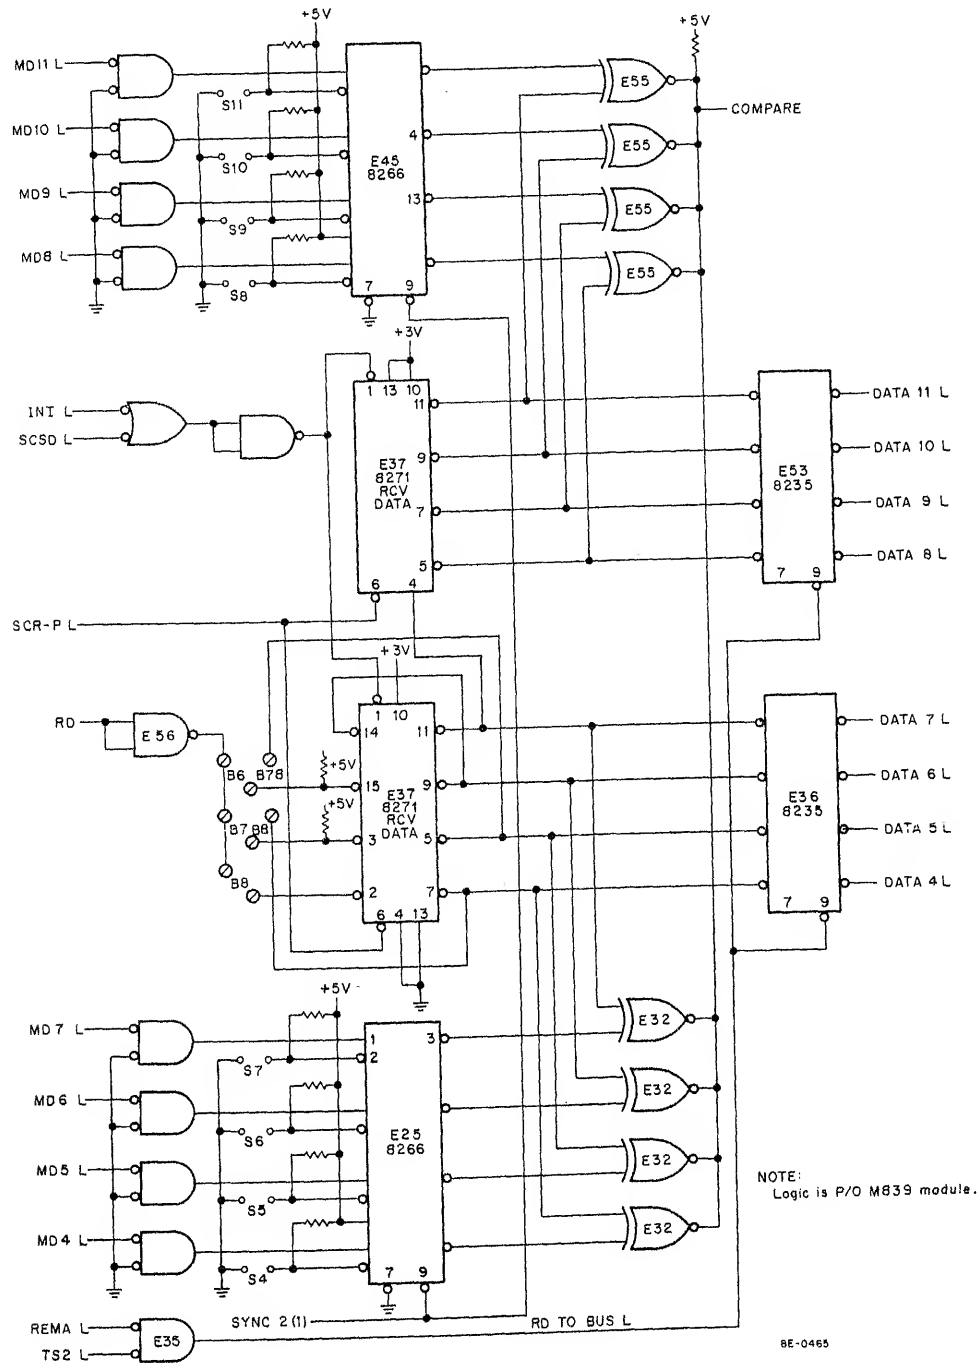 +5V
+5V
MD11 L
S11
E55
COMPARE
MD10 L
S10
4
E55
E45
8266
MD9 L
S9
13
E55
MD8 L
S8
E55
7 9
+3V
1 13 10
11
DATA 11 L
INT L
SCSD L
9
DATA 10 L
E37
8271
RCV
DATA
E53
8235
7
DATA 9 L
5
DATA 8 L
7 9
6 4
SCR-P L
+3V
1 10
RD
E56
14
11
DATA 7 L
B6
B78
+5V
15
9
DATA 6 L
E37
8271
RCV
DATA
E36
8235
+5V
B7
B8
3
5
DATA 5 L
B8
2
7
DATA 4 L
7 9
6 4 13
+5V
MD7 L
S7
1
2
3
E32
MD6 L
S6
E32
E25
8266
MD5 L
S5
E32
NOTE:
Logic is P/O M839 module.
MD4 L
S4
E32
7 9
SYNC 2(1)
RD TO BUS L
REMA L
TS2 L
E35
8E-0465